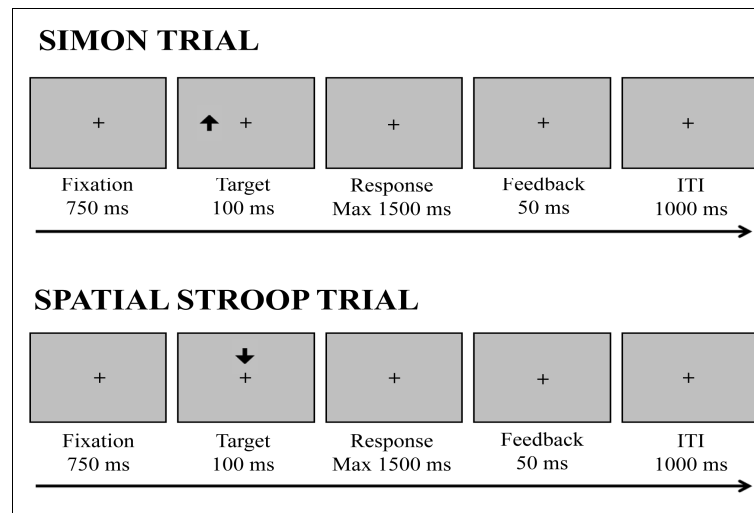 SIMON TRIAL
Fixation Target Response Feedback ITI
750 ms 100 ms Max 1500 ms 50 ms 1000 ms
SPATIAL STROOP TRIAL
Fixation Target Response Feedback ITI
750 ms 100 ms Max 1500 ms 50 ms 1000 ms